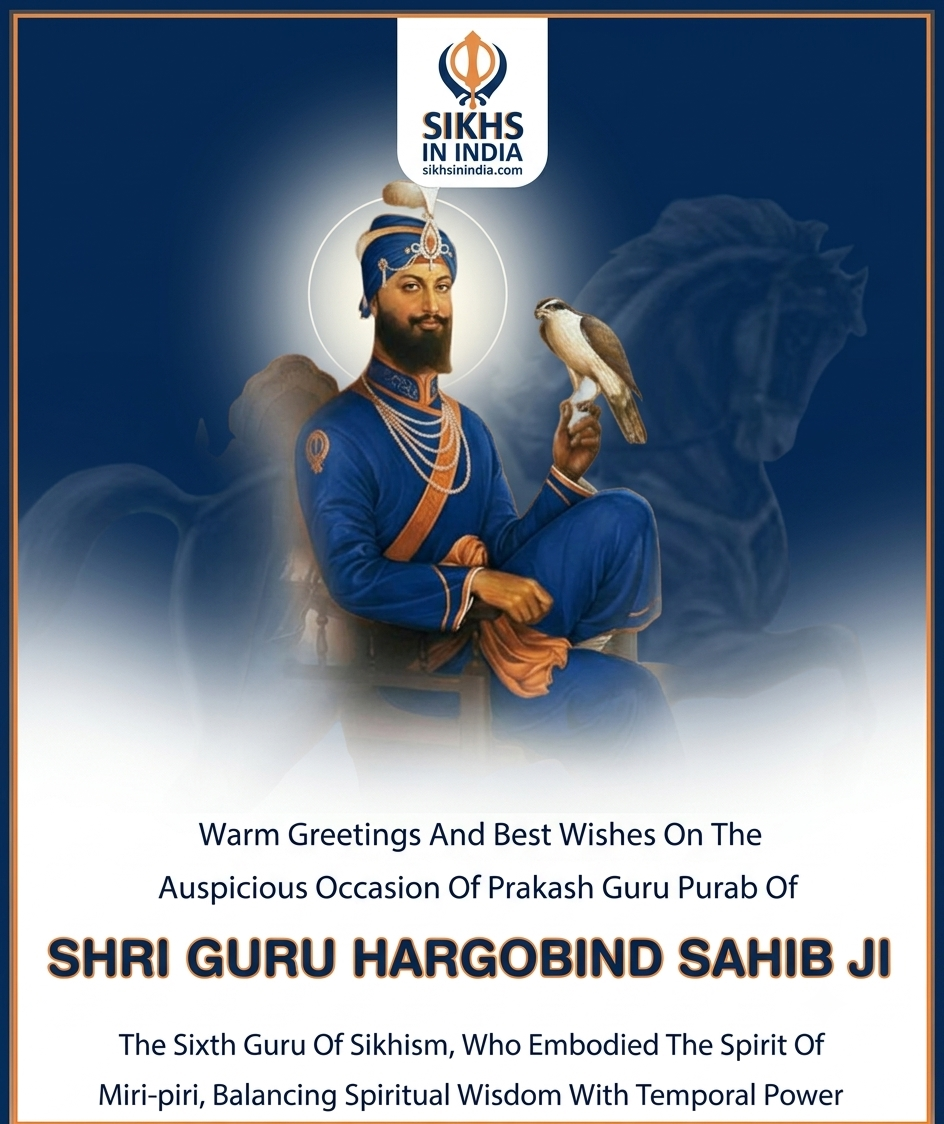 SIKHS
IN INDIA
sikhsinindia.com
Warm Greetings And Best Wishes On The
Auspicious Occasion Of Prakash Guru Purab Of
SHRI GURU HARGOBIND SAHIB JI
The Sixth Guru Of Sikhism, Who Embodied The Spirit Of
Miri-piri, Balancing Spiritual Wisdom With Temporal Power